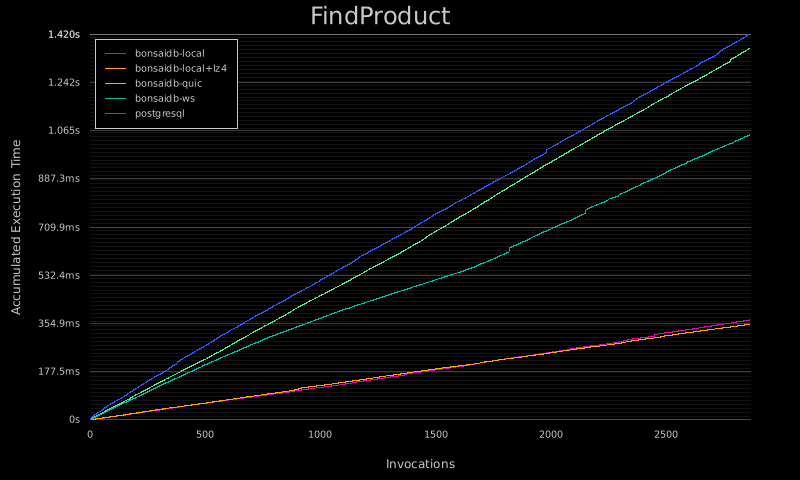 FindProduct
1.420s
bonsaidb-local
bonsaidb-local+lz4
bonsaidb-quic
bonsaidb-ws
postgresql
1.242s
1.065s
887.3ms
709.9ms
532.4ms
354.9ms
177.5ms
0s
Accumulated Execution Time
0 500 1000 1500 2000 2500
Invocations